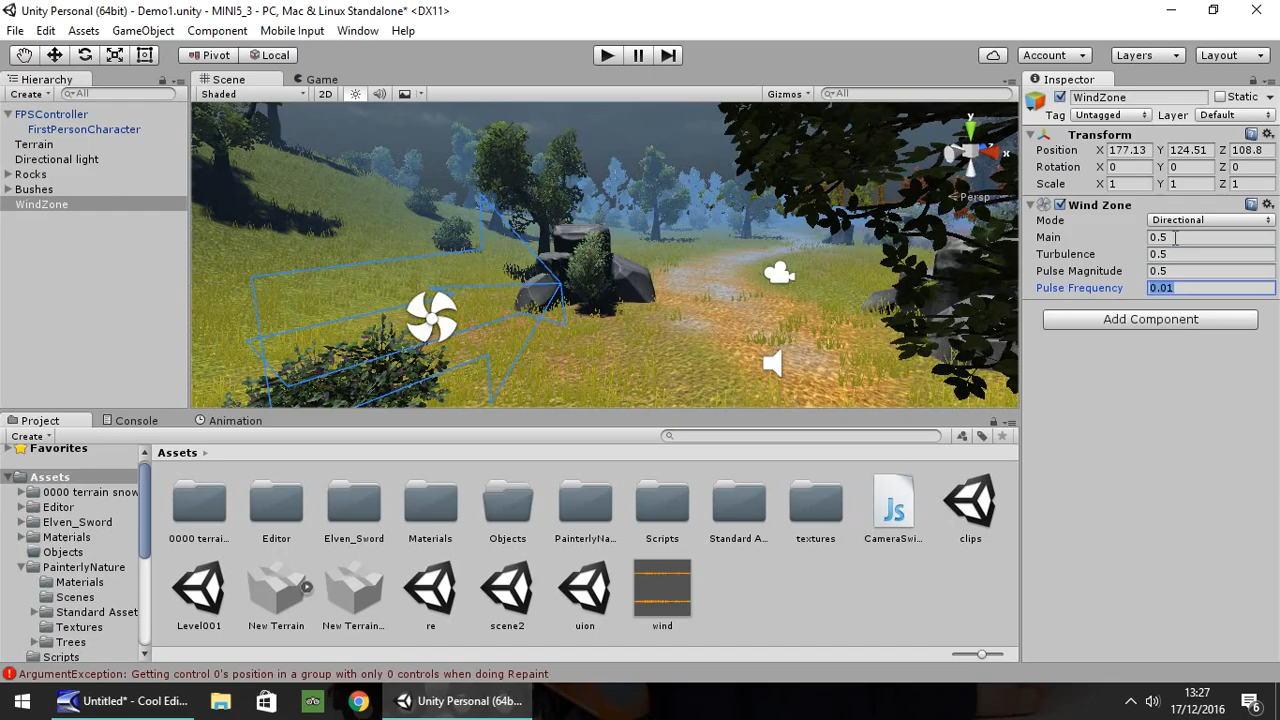 Unity Personal (64bit) - Demo1.unity - MINI5_3 - PC, Mac & Linux Standalone* <DX11>
File Edit Assets GameObject Component Mobile Input Window Help
Pivot Local Account Layers Layout
Hierarchy
Create All
FPSController
FirstPersonCharacter
Terrain
Directional light
Rocks
Bushes
WindZone
Scene Game
Shaded 2D Gizmos All
y
x
Persp
Inspector
WindZone Static
Tag Untagged Layer Default
Transform
Position X 177.13 Y 124.51 Z 108.8
Rotation X 0 Y 0 Z 0
Scale X 1 Y 1 Z 1
Wind Zone
Mode Directional
Main 0.5
Turbulence 0.5
Pulse Magnitude 0.5
Pulse Frequency 0.01
Add Component
Project Console Animation
Create
Favorites
Assets
0000 terrain snow
Editor
Elven_Sword
Materials
Objects
PainterlyNature
Materials
Scenes
Standard Asset
Textures
Trees
Scripts
Assets
0000 terrai... Editor Elven_Sword Materials Objects PainterlyNa... Scripts Standard A... textures CameraSwi... clips
Js
Level001 New Terrain New Terrain... re scene2 uion wind
ArgumentException: Getting control 0's position in a group with only 0 controls when doing Repaint
Untitled* - Cool Edi... Unity Personal (64b...
13:27
17/12/2016
6